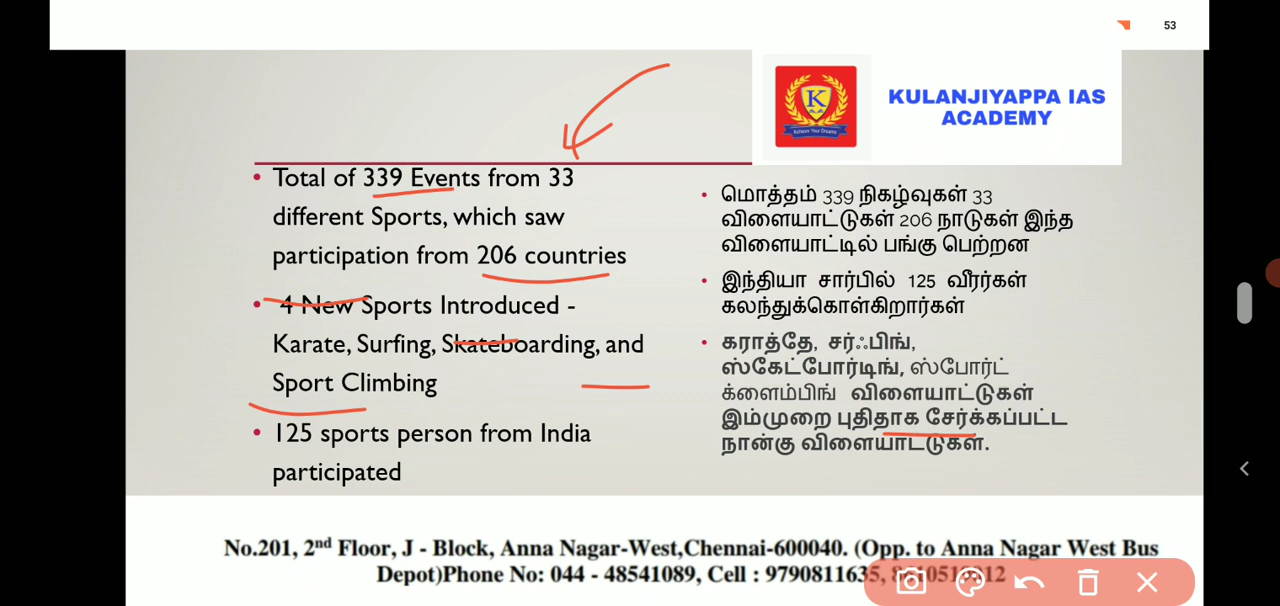 53
K
Achieve Your Dreams
KULANJIYAPPA IAS
ACADEMY
• Total of 339 Events from 33
different Sports, which saw
participation from 206 countries
• 4 New Sports Introduced -
Karate, Surfing, Skateboarding, and
Sport Climbing
• 125 sports person from India
participated
• மொத்தம் 339 நிகழ்வுகள் 33
விளையாட்டுகள் 206 நாடுகள் இந்த
விளையாட்டில் பங்கு பெற்றன
• இந்தியா சார்பில் 125 வீரர்கள்
கலந்துக்கொள்கிறார்கள்
• கராத்தே, சர்ஃபிங்,
ஸ்கேட்போர்டிங், ஸ்போர்ட்
க்ளைம்பிங் விளையாட்டுகள்
இம்முறை புதிதாக சேர்க்கப்பட்ட
நான்கு விளையாட்டுகள்.
No.201, 2nd Floor, J - Block, Anna Nagar-West,Chennai-600040. (Opp. to Anna Nagar West Bus
Depot)Phone No: 044 - 48541089, Cell : 9790811635,